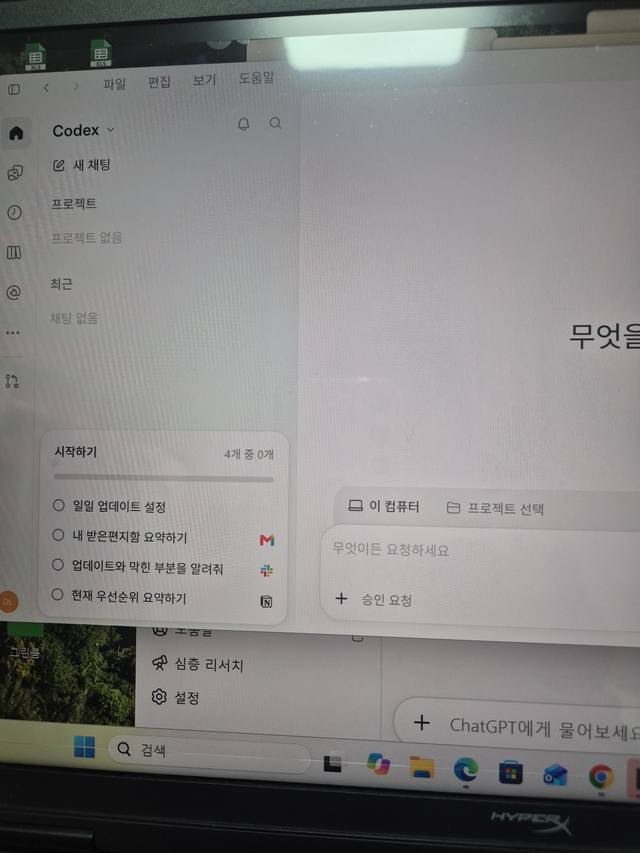 XLS
XLS
파일 편집 보기 도움말
Codex
새 채팅
프로젝트
프로젝트 없음
최근
채팅 없음
무엇을
시작하기 4개 중 0개
일일 업데이트 설정
내 받은편지함 요약하기
업데이트와 막힌 부분을 알려줘
현재 우선순위 요약하기
이 컴퓨터 프로젝트 선택
무엇이든 요청하세요
승인 요청
OL
도움말
심층 리서치
설정
ChatGPT에게 물어보세요
검색
HYPERX